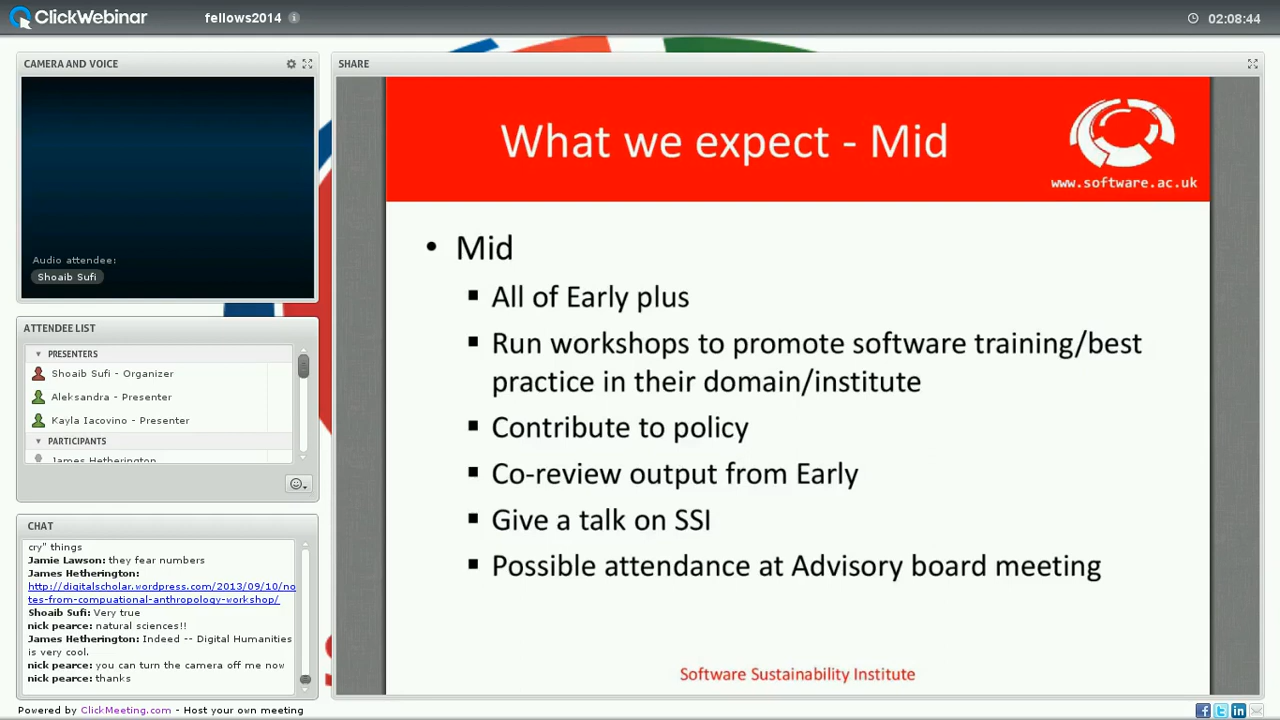 ClickWebinar
fellows2014
02:08:44
CAMERA AND VOICE
Audio attendee:
Shoaib Sufi
ATTENDEE LIST
PRESENTERS
Shoaib Sufi - Organizer
Aleksandra - Presenter
Kayla Iacovino - Presenter
PARTICIPANTS
James Hetherington
CHAT
cry" things
Jamie Lawson: they fear numbers
James Hetherington:
http://digitalscholar.wordpress.com/2013/09/10/no
tes-from-compuational-anthropology-workshop/
Shoaib Sufi: Very true
nick pearce: natural sciences!!
James Hetherington: Indeed -- Digital Humanities
is very cool.
nick pearce: you can turn the camera off me now
nick pearce: thanks
SHARE
What we expect - Mid
www.software.ac.uk
• Mid
▪ All of Early plus
▪ Run workshops to promote software training/best
practice in their domain/institute
▪ Contribute to policy
▪ Co-review output from Early
▪ Give a talk on SSI
▪ Possible attendance at Advisory board meeting
Software Sustainability Institute
Powered by ClickMeeting.com - Host your own meeting